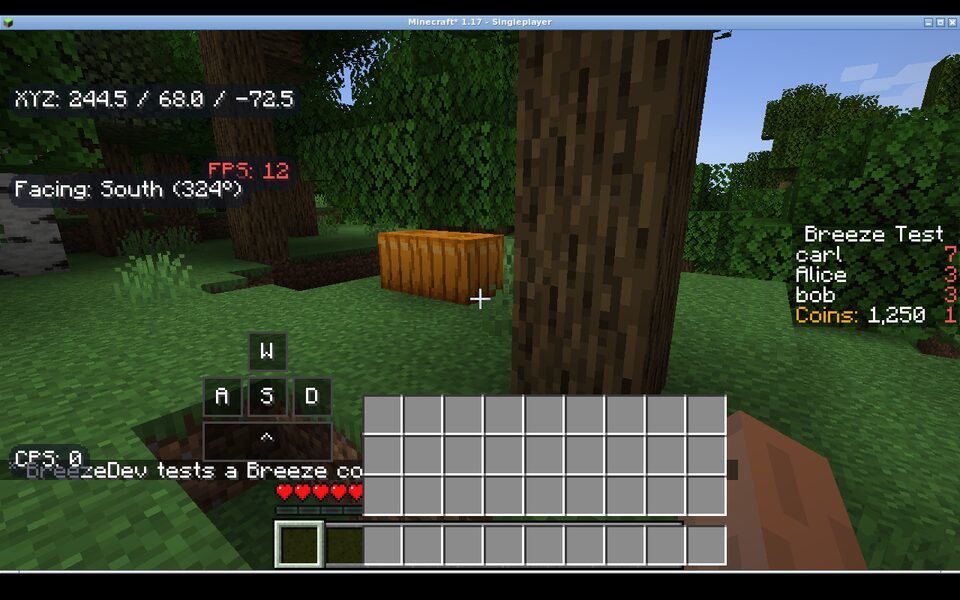 Minecraft* 1.17 - Singleplayer
XYZ: 244.5 / 68.0 / -72.5
FPS: 12
Facing: South (324°)
Breeze Test
carl 7
Alice 3
bob 3
Coins: 1,250 1
W
A S D
^
CPS: 0
* BreezeDev tests a Breeze co